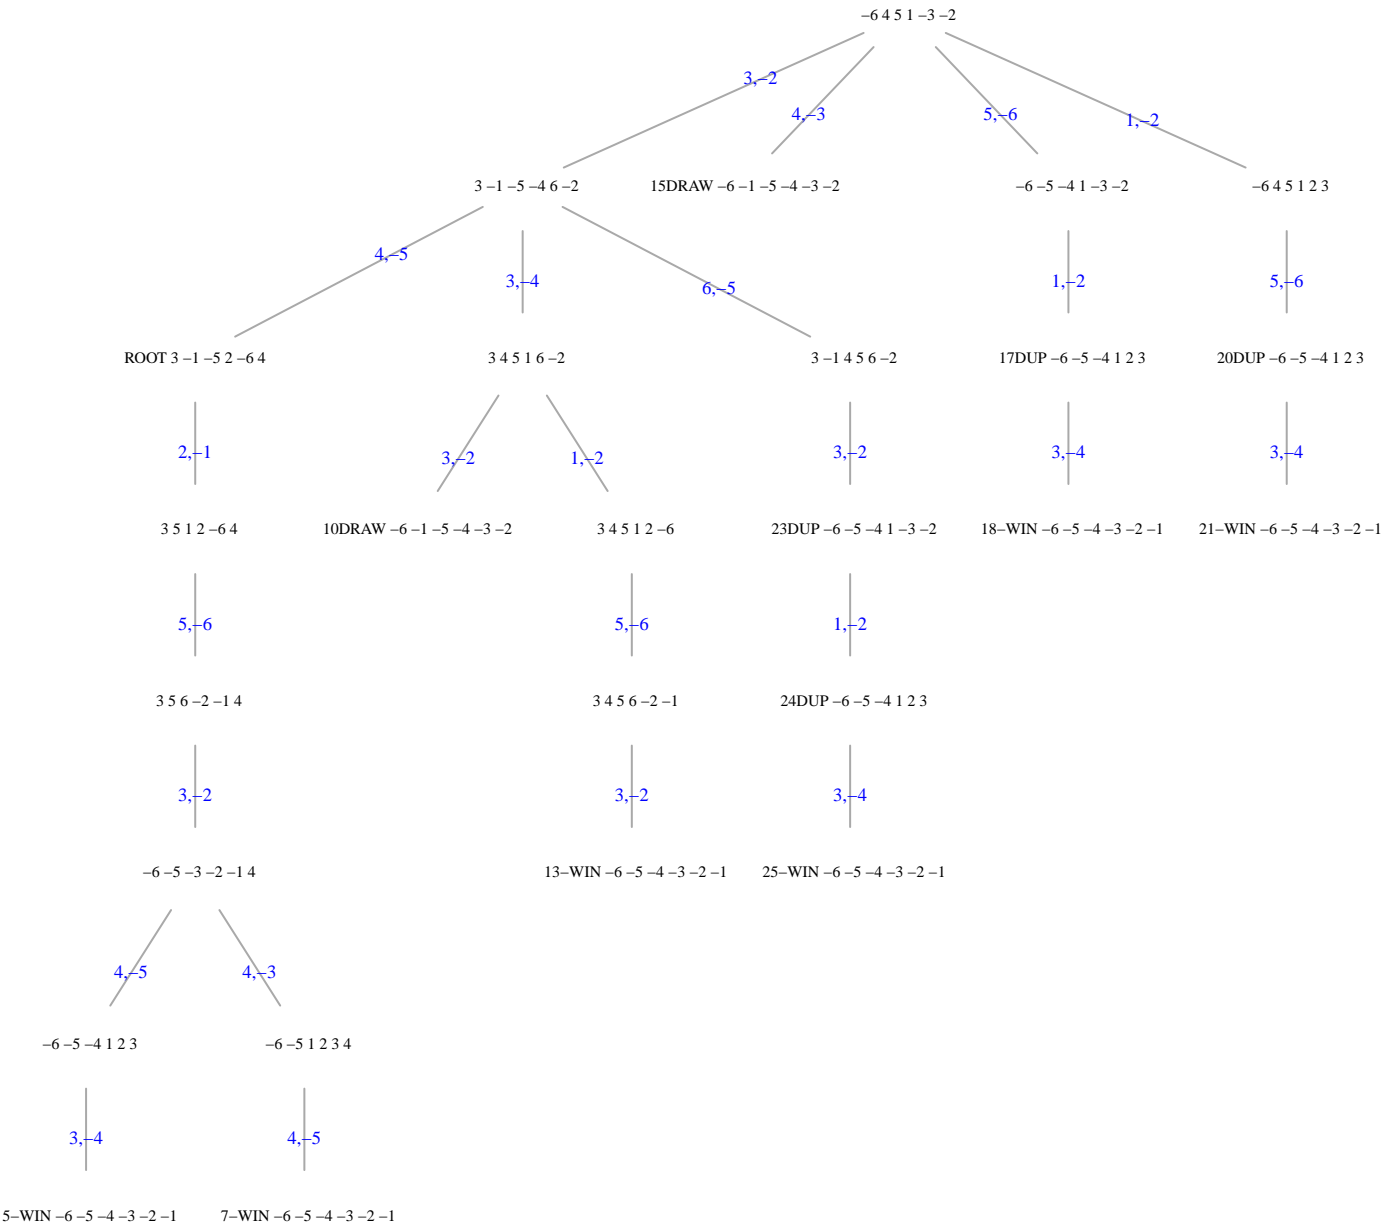 –6 4 5 1 –3 –2
3,–2
4,–3
5,–6
1,–2
3 –1 –5 –4 6 –2
15DRAW –6 –1 –5 –4 –3 –2
–6 –5 –4 1 –3 –2
–6 4 5 1 2 3
4,–5
3,–4
6,–5
1,–2
5,–6
ROOT 3 –1 –5 2 –6 4
3 4 5 1 6 –2
3 –1 4 5 6 –2
17DUP –6 –5 –4 1 2 3
20DUP –6 –5 –4 1 2 3
2,–1
3,–2
1,–2
3,–2
3,–4
3,–4
3 5 1 2 –6 4
10DRAW –6 –1 –5 –4 –3 –2
3 4 5 1 2 –6
23DUP –6 –5 –4 1 –3 –2
18–WIN –6 –5 –4 –3 –2 –1
21–WIN –6 –5 –4 –3 –2 –1
5,–6
5,–6
1,–2
3 5 6 –2 –1 4
3 4 5 6 –2 –1
24DUP –6 –5 –4 1 2 3
3,–2
3,–2
3,–4
–6 –5 –3 –2 –1 4
13–WIN –6 –5 –4 –3 –2 –1
25–WIN –6 –5 –4 –3 –2 –1
4,–5
4,–3
–6 –5 –4 1 2 3
–6 –5 1 2 3 4
3,–4
4,–5
5–WIN –6 –5 –4 –3 –2 –1
7–WIN –6 –5 –4 –3 –2 –1